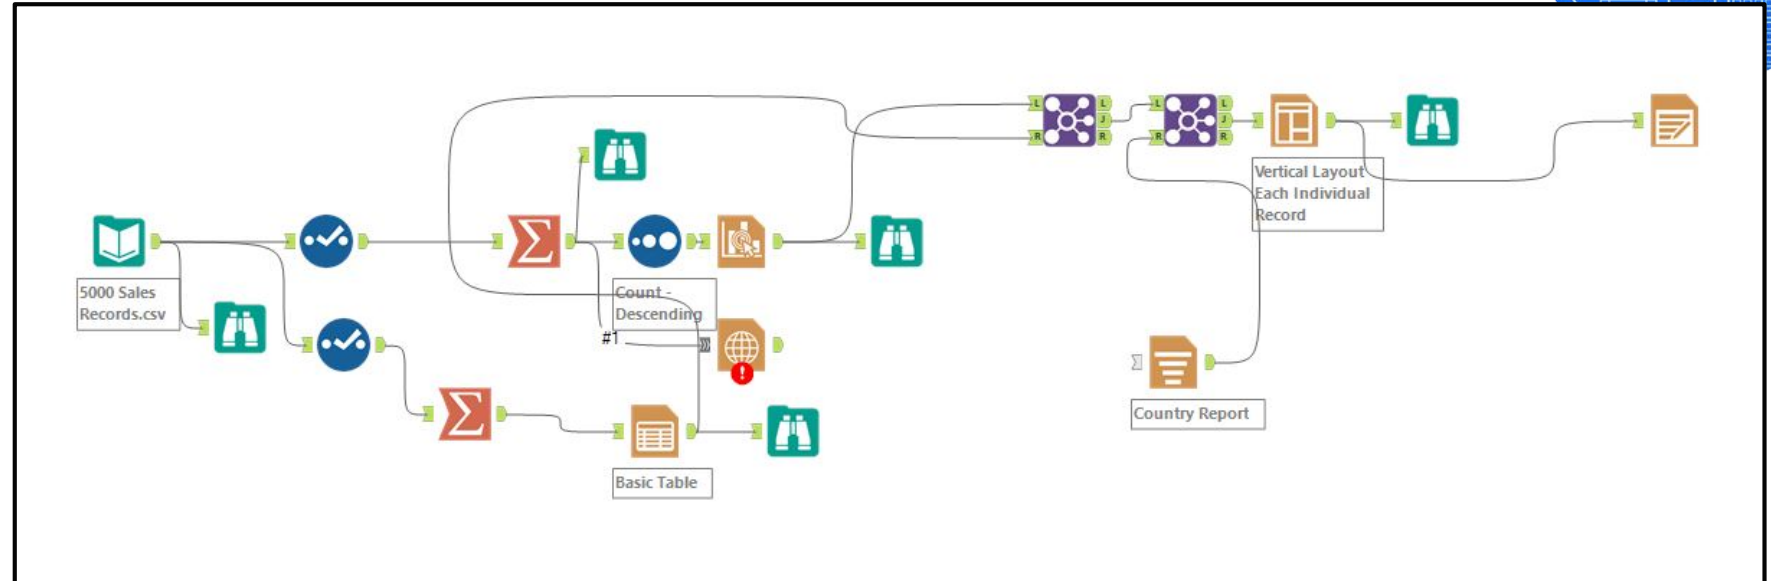 L
L
J
R
R
L
L
J
R
R
Vertical Layout
Each Individual
Record
5000 Sales
Records.csv
Count -
Descending
#1
!
Country Report
Basic Table